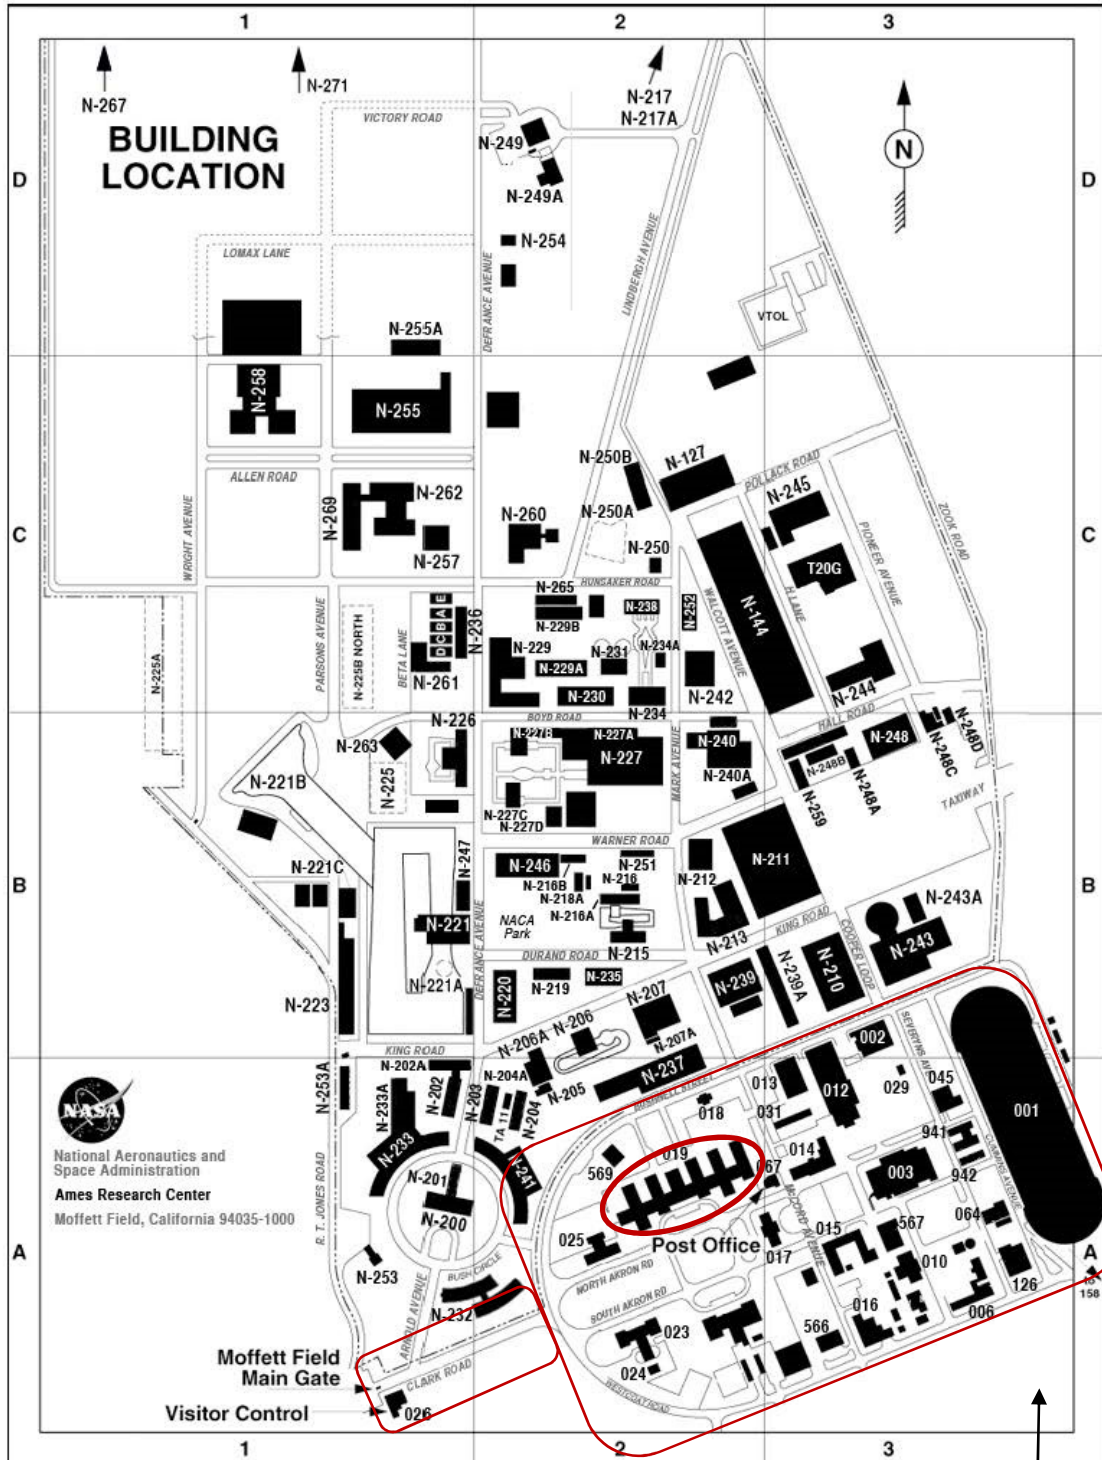 1
2
3
N-267
N-271
N-217
N-217A
VICTORY ROAD
BUILDING
LOCATION
N-249
N
D
D
N-249A
N-254
LOMAX LANE
DEFRANCE AVENUE
LINDBERGH AVENUE
VTOL
N-255A
N-258
N-255
N-250B
N-127
POLLACK ROAD
ALLEN ROAD
N-262
N-269
N-245
N-250A
N-260
ZOOK ROAD
C
C
WRIGHT AVENUE
N-257
N-250
PIONEER AVENUE
T20G
HUNSAKER ROAD
N-265
N-238
N-252
WALCOTT AVENUE
H LANE
N-144
E
A
B
C
D
N-236
N-229B
N-225A
PARSONS AVENUE
N-225B NORTH
BETA LANE
N-229
N-231
N-234A
N-229A
N-261
N-230
N-234
N-242
N-244
BOYD ROAD
HALL ROAD
N-226
N-263
N-227B
N-227A
N-227
N-240
N-248
N-248D
N-248C
N-248B
N-248A
N-240A
MARK AVENUE
N-221B
N-225
N-227C
N-227D
N-259
TAXIWAY
WARNER ROAD
N-221C
N-247
N-246
N-251
N-216
N-216B
N-218A
N-216A
N-212
N-211
B
B
N-243A
N-221
NACA
Park
N-215
N-213
KING ROAD
COOPER LOOP
N-243
DEFRANCE AVENUE
DURAND ROAD
N-223
N-221A
N-220
N-219
N-235
N-239
N-239A
N-210
N-207
N-206
N-206A
KING ROAD
N-207A
N-237
SEVERYNS AVE
002
N-253A
N-202A
N-204A
N-205
BUSHNELL STREET
013
012
029
045
001
NASA
N-233A
N-202
N-203
TA 11
N-204
018
031
National Aeronautics and
Space Administration
Ames Research Center
Moffett Field, California 94035-1000
N-233
569
019
067
014
941
003
942
CUMMINS AVENUE
N-201
N-241
N-200
McCORD AVENUE
R. T. JONES ROAD
025
Post Office
015
567
064
A
A
017
N-253
BUSH CIRCLE
NORTH AKRON RD
010
126
to
158
SOUTH AKRON RD
ARNOLD AVENUE
N-232
023
016
006
566
Moffett Field
Main Gate
024
CLARK ROAD
WESTCOAT ROAD
Visitor Control
026
1
2
3